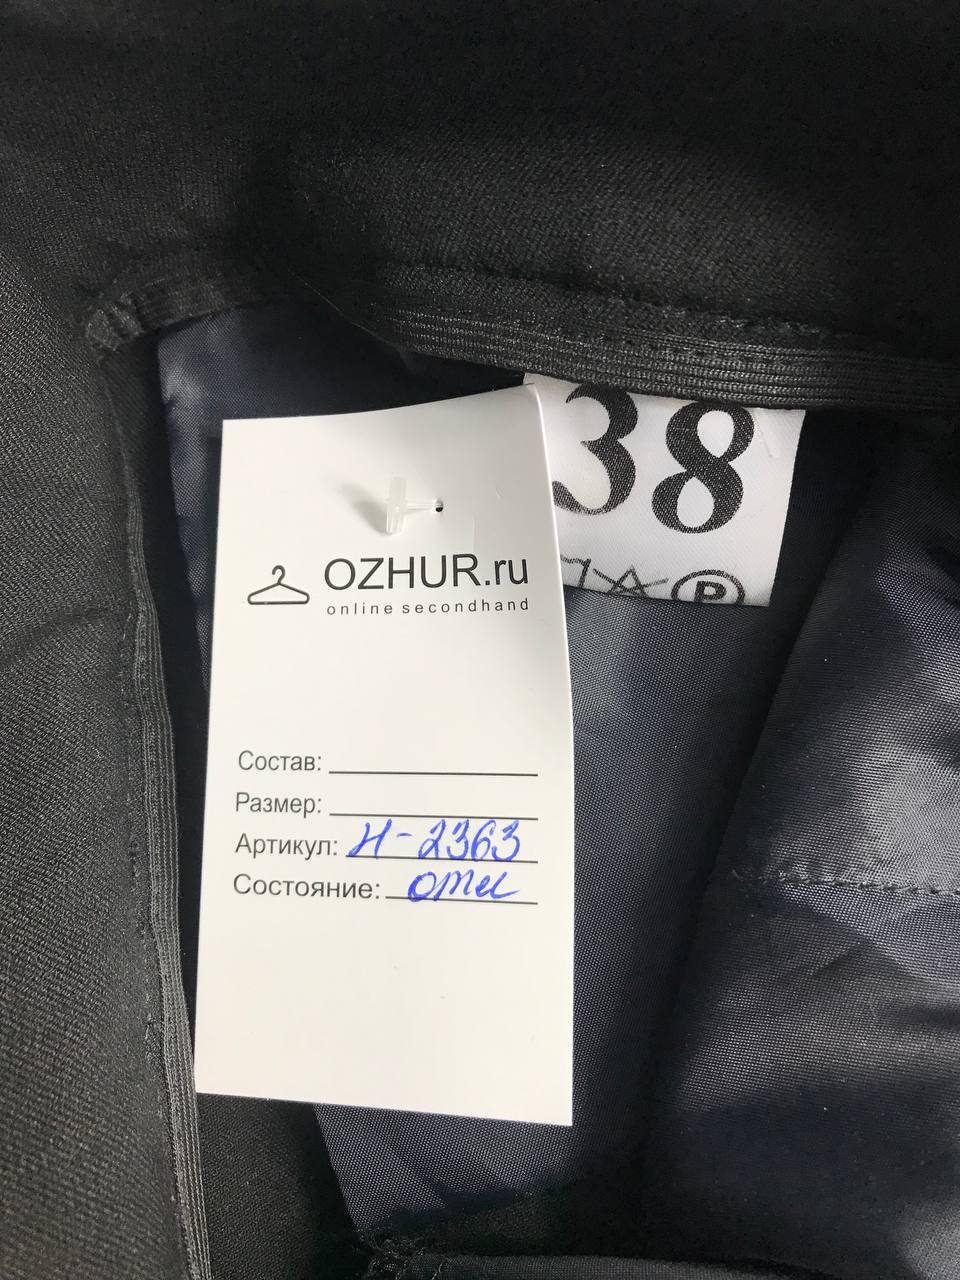 38
P
OZHUR.ru
online secondhand
Состав:
Размер:
Артикул: Н-2363
Состояние: отл